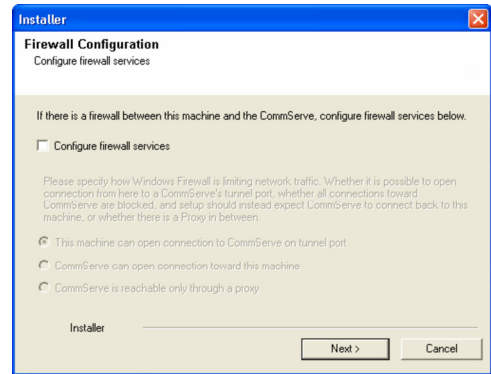 Installer
Firewall Configuration
Configure firewall services
If there is a firewall between this machine and the CommServe, configure firewall services below.
Configure firewall services
Please specify how Windows Firewall is limiting network traffic. Whether it is possible to open
connection from here to a CommServe's tunnel port, whether all connections toward
CommServe are blocked, and setup should instead expect CommServe to connect back to this
machine, or whether there is a Proxy in between.
This machine can open connection to CommServe on tunnel port
CommServe can open connection toward this machine
CommServe is reachable only through a proxy
Installer
Next >
Cancel